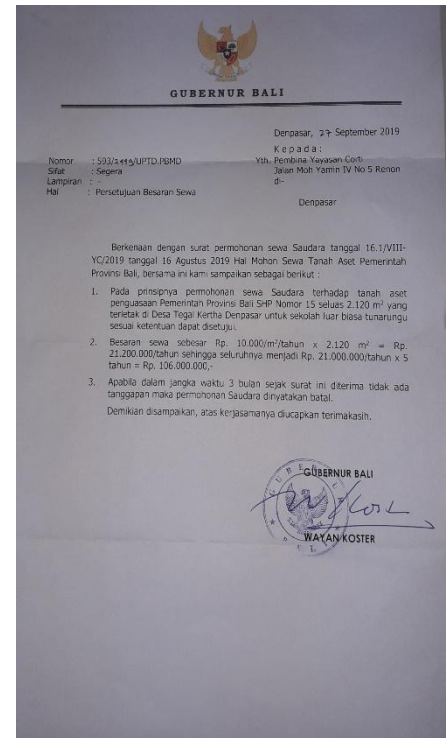 GUBERNUR BALI
Denpasar, 27 September 2019
Kepada :
Nomor : 593/2449/UPTD.PBMD
Yth. Pembina Yayasan Corti
Sifat : Segera
Jalan Moh Yamin IV No 5 Renon
Lampiran : -
di-
Hal : Persetujuan Besaran Sewa
Denpasar
Berkenaan dengan surat permohonan sewa Saudara tanggal 16.1/VIII-
YC/2019 tanggal 16 Agustus 2019 Hal Mohon Sewa Tanah Aset Pemerintah
Provinsi Bali, bersama ini kami sampaikan sebagai berikut :
1. Pada prinsipnya permohonan sewa Saudara terhadap tanah aset
penguasaan Pemerintah Provinsi Bali SHP Nomor 15 seluas 2.120 m² yang
terletak di Desa Tegal Kertha Denpasar untuk sekolah luar biasa tunarungu
sesuai ketentuan dapat disetujui.
2. Besaran sewa sebesar Rp. 10.000/m²/tahun x 2.120 m² = Rp.
21.200.000/tahun sehingga seluruhnya menjadi Rp. 21.000.000/tahun x 5
tahun = Rp. 106.000.000,-
3. Apabila dalam jangka waktu 3 bulan sejak surat ini diterima tidak ada
tanggapan maka permohonan Saudara dinyatakan batal.
Demikian disampaikan, atas kerjasamanya diucapkan terimakasih.
GUBERNUR BALI
WAYAN KOSTER